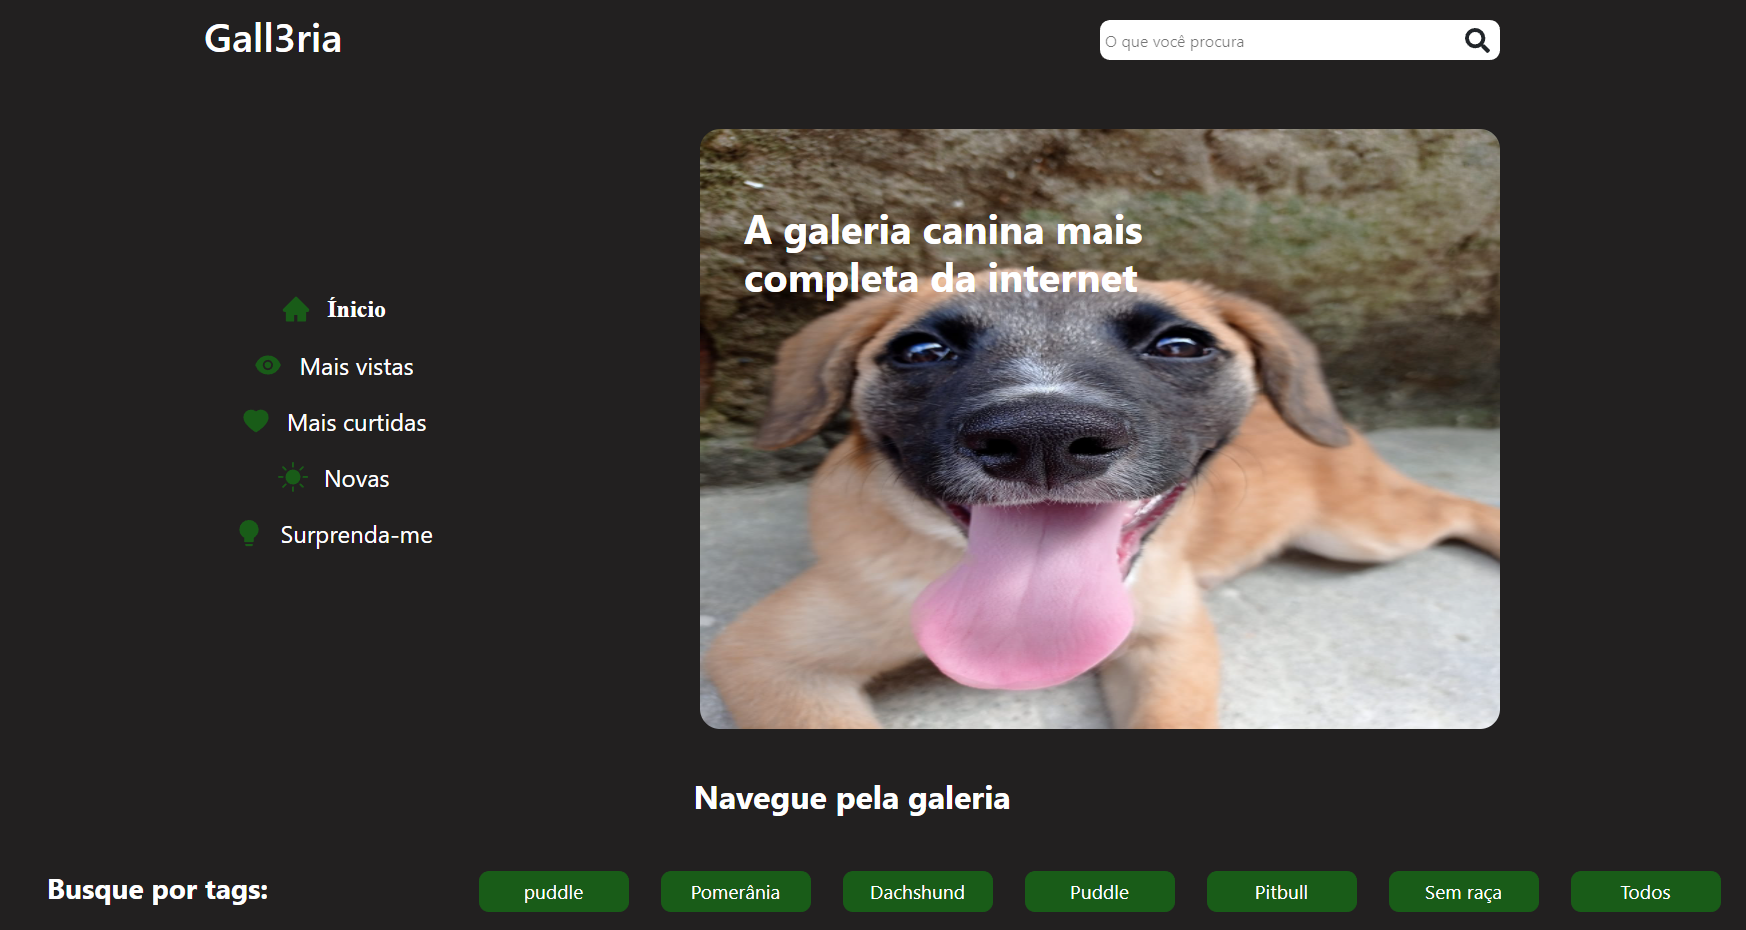 Gall3ria
O que você procura
A galeria canina mais
completa da internet
Ínicio
Mais vistas
Mais curtidas
Novas
Surprenda-me
Navegue pela galeria
Busque por tags:
puddle
Pomerânia
Dachshund
Puddle
Pitbull
Sem raça
Todos